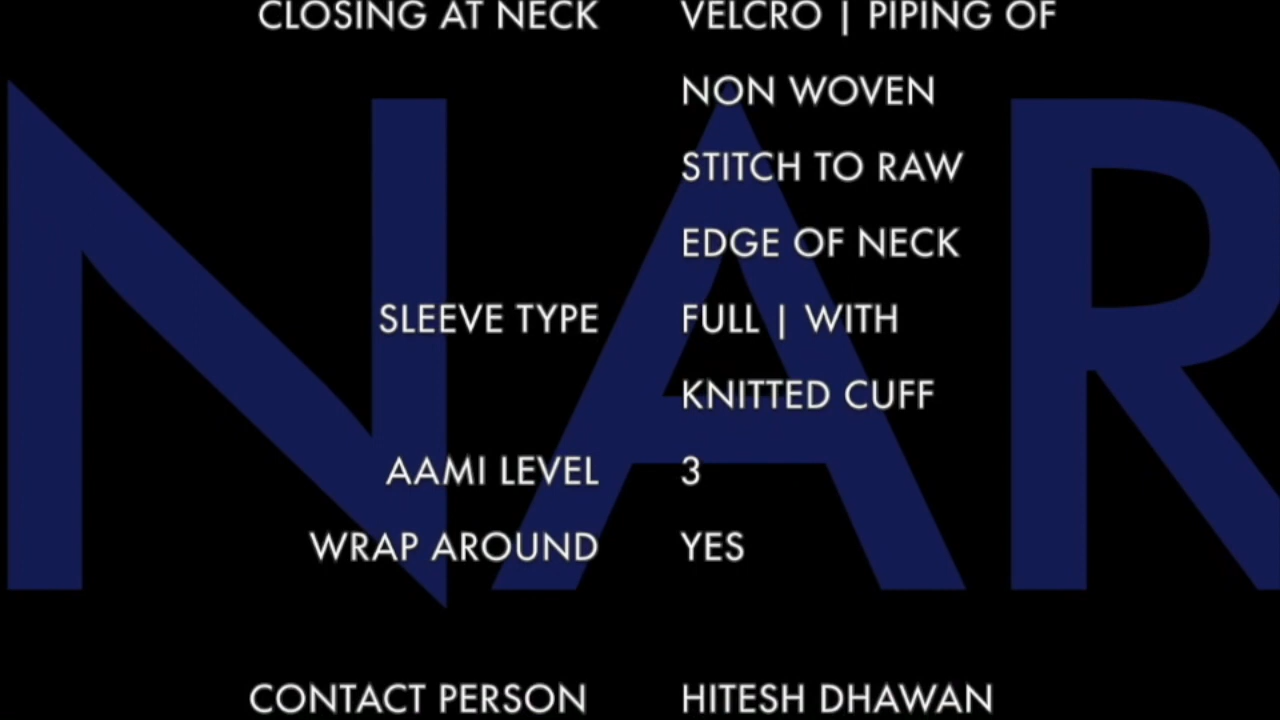 CLOSING AT NECK VELCRO | PIPING OF
NON WOVEN
STITCH TO RAW
EDGE OF NECK
SLEEVE TYPE FULL | WITH
KNITTED CUFF
AAMI LEVEL 3
WRAP AROUND YES
CONTACT PERSON HITESH DHAWAN
NAR